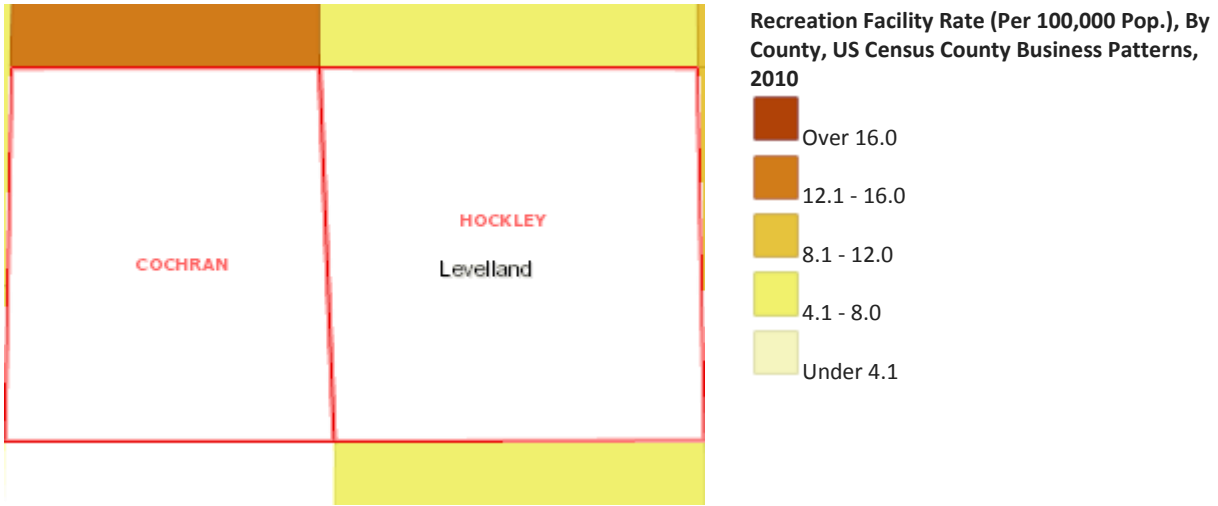 HOCKLEY
COCHRAN
Levelland
Recreation Facility Rate (Per 100,000 Pop.), By
County, US Census County Business Patterns,
2010
Over 16.0
12.1 - 16.0
8.1 - 12.0
4.1 - 8.0
Under 4.1